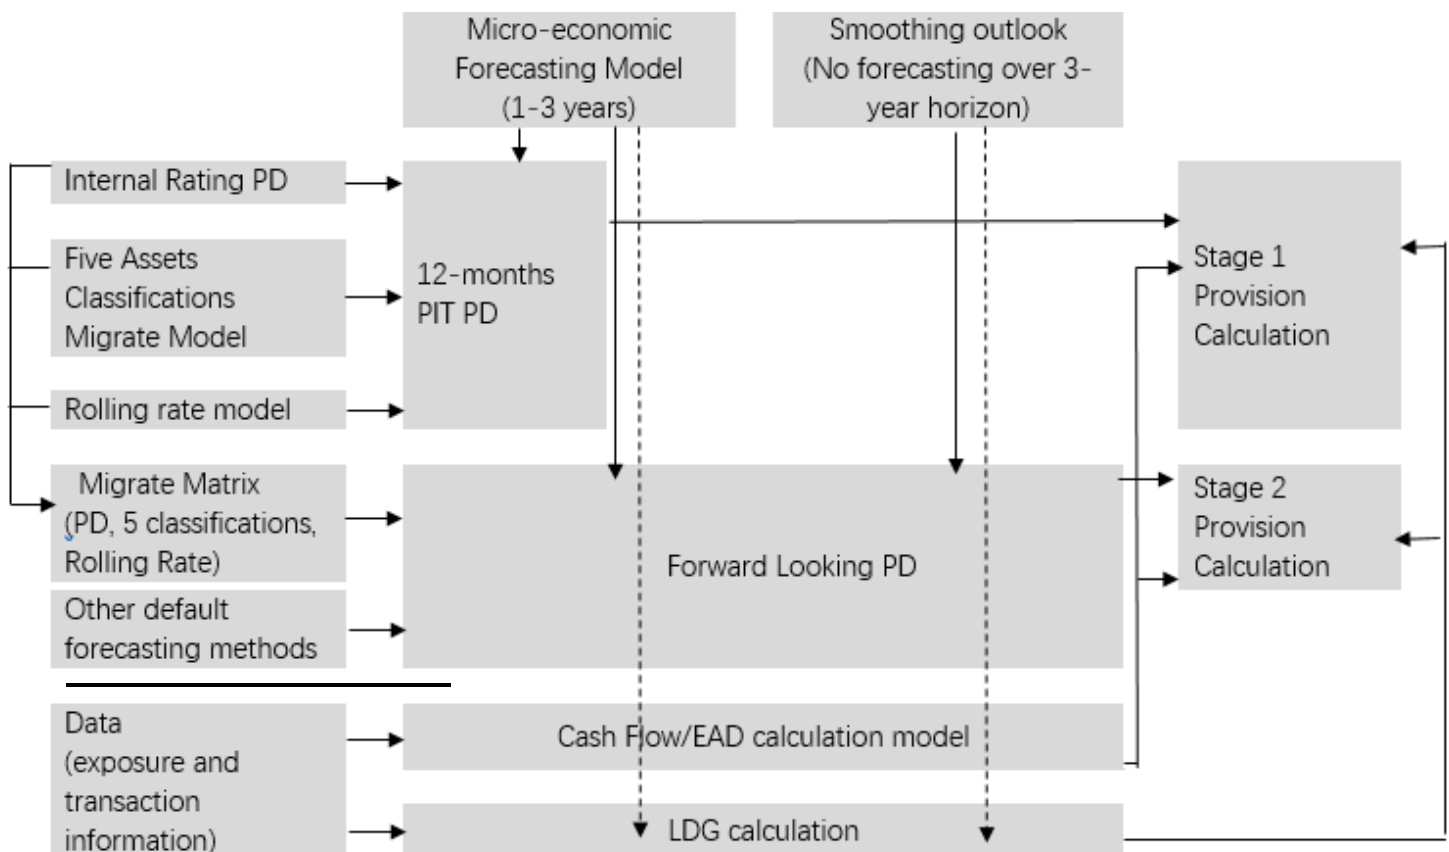 Micro-economic
Forecasting Model
(1-3 years)
Smoothing outlook
(No forecasting over 3-
year horizon)
Internal Rating PD
Five Assets
Classifications
Migrate Model
Rolling rate model
12-months
PIT PD
Stage 1
Provision
Calculation
Migrate Matrix
(PD, 5 classifications,
Rolling Rate)
Other default
forecasting methods
Forward Looking PD
Stage 2
Provision
Calculation
Data
(exposure and
transaction
information)
Cash Flow/EAD calculation model
LDG calculation